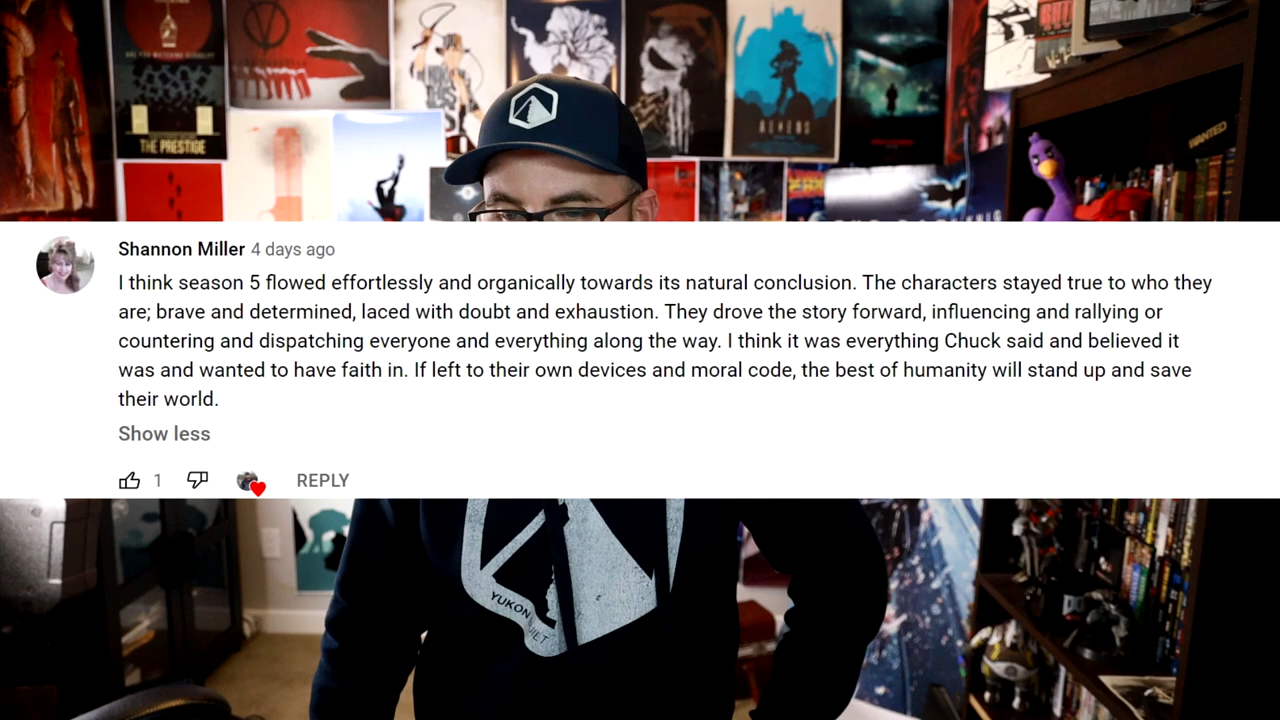 THE PRESTIGE
ALIENS
WANTED
Shannon Miller 4 days ago
I think season 5 flowed effortlessly and organically towards its natural conclusion. The characters stayed true to who they
are; brave and determined, laced with doubt and exhaustion. They drove the story forward, influencing and rallying or
countering and dispatching everyone and everything along the way. I think it was everything Chuck said and believed it
was and wanted to have faith in. If left to their own devices and moral code, the best of humanity will stand up and save
their world.
Show less
1
REPLY
YUKON